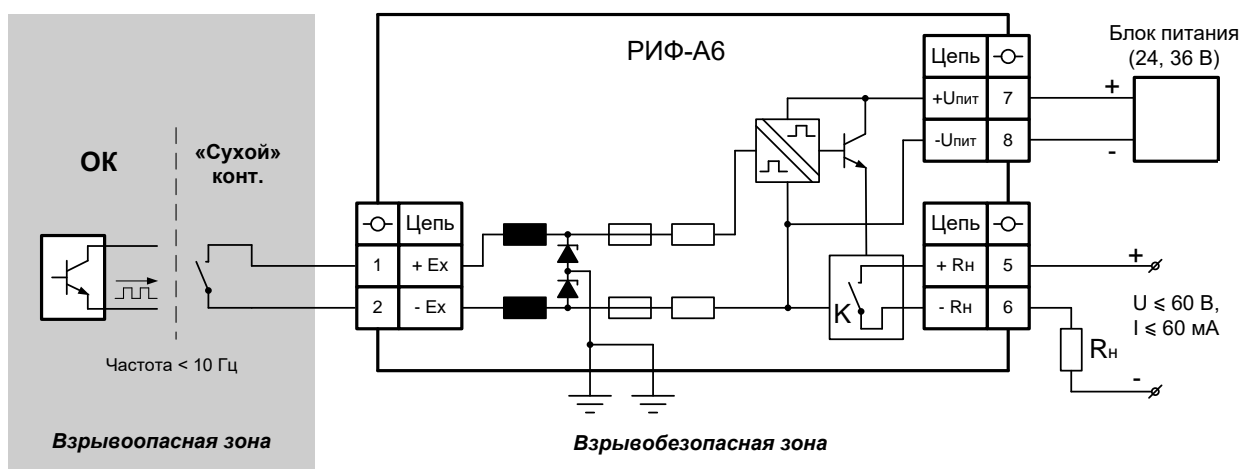 РИФ-А6
Блок питания
(24, 36 В)
Цепь
+Uпит 7 +
-Uпит 8 -
ОК
«Сухой»
конт.
Цепь
1 + Ex
2 - Ex
Цепь
+ Rн 5 +
- Rн 6
K
U ⩽ 60 В,
I ⩽ 60 мА
Rн
-
Частота < 10 Гц
Взрывоопасная зона
Взрывобезопасная зона